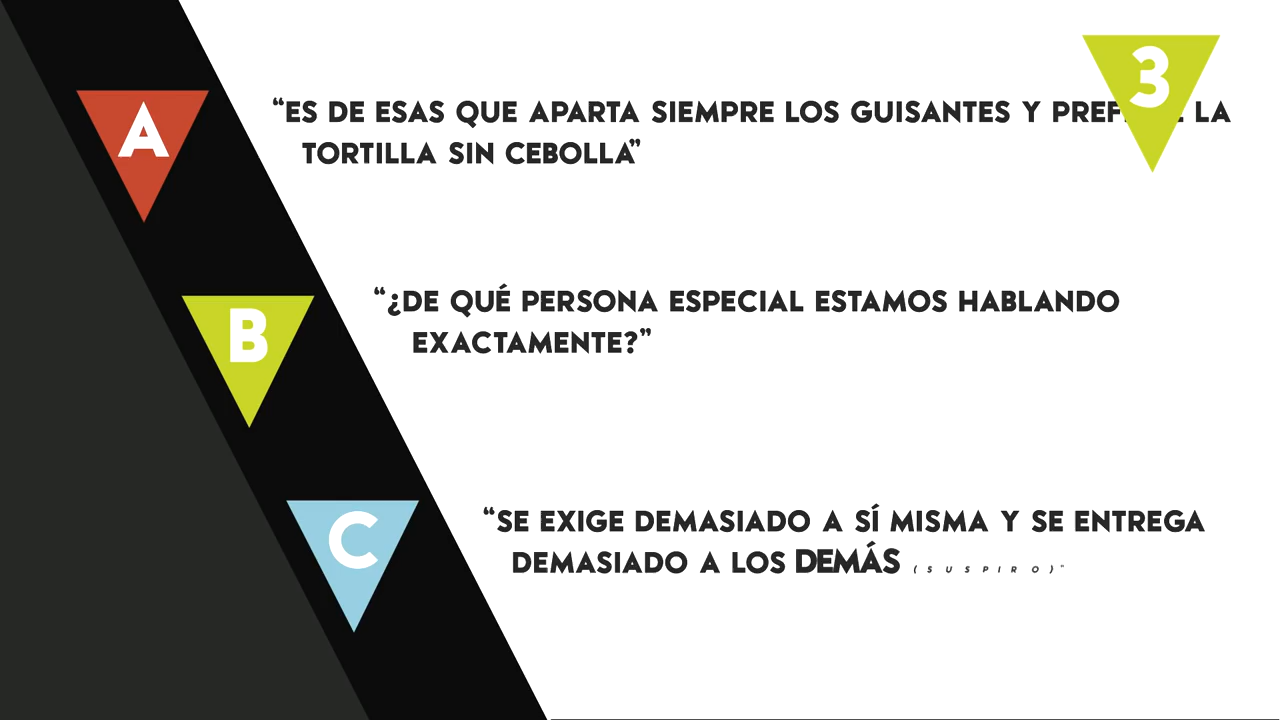 3
A
"ES DE ESAS QUE APARTA SIEMPRE LOS GUISANTES Y LA
TORTILLA SIN CEBOLLA"
B
"¿DE QUÉ PERSONA ESPECIAL ESTAMOS HABLANDO
EXACTAMENTE?"
C
"SE EXIGE DEMASIADO A SÍ MISMA Y SE ENTREGA
DEMASIADO A LOS DEMÁS (SUSPIRO)"